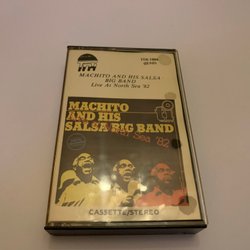 MACHITO AND HIS SALSA
BIG BAND
Live At North Sea '82
MACHITO
AND HIS
SALSA BIG BAND
Sea '82
CASSETTE/STEREO